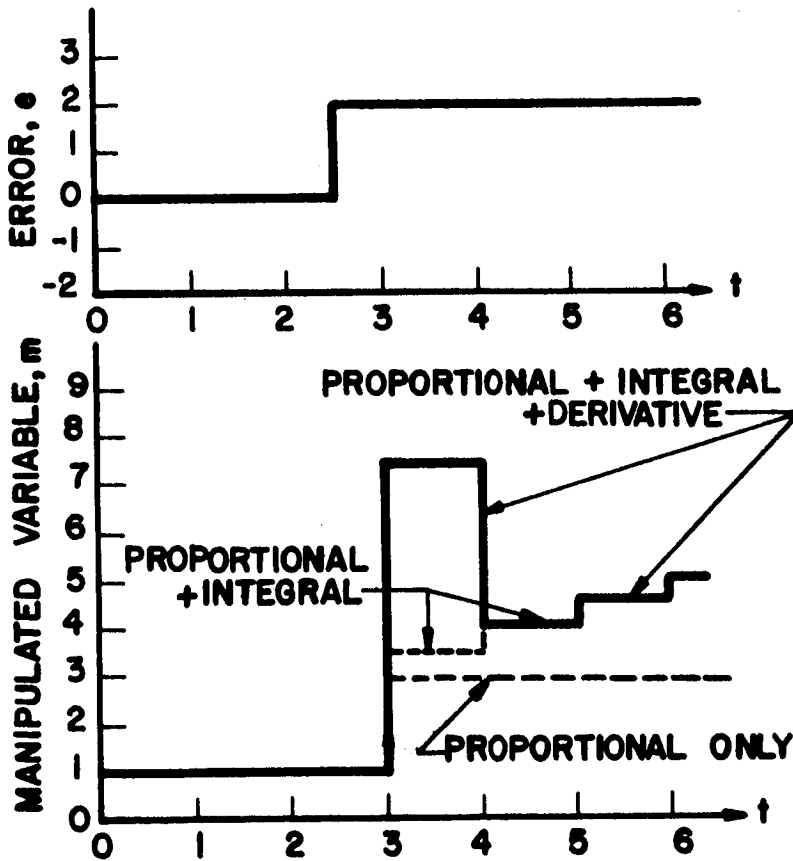 ERROR, e
3
2
1
0
-1
-2
0 1 2 3 4 5 6 t
MANIPULATED VARIABLE, m
9
8
7
6
5
4
3
2
1
0
PROPORTIONAL + INTEGRAL
+DERIVATIVE
PROPORTIONAL
+INTEGRAL
PROPORTIONAL ONLY
0 1 2 3 4 5 6 t